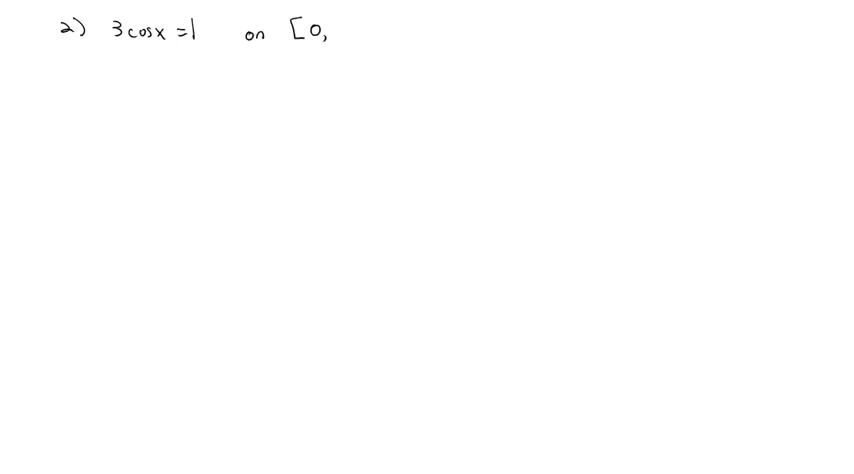 2) 3cosx=1 on [0,